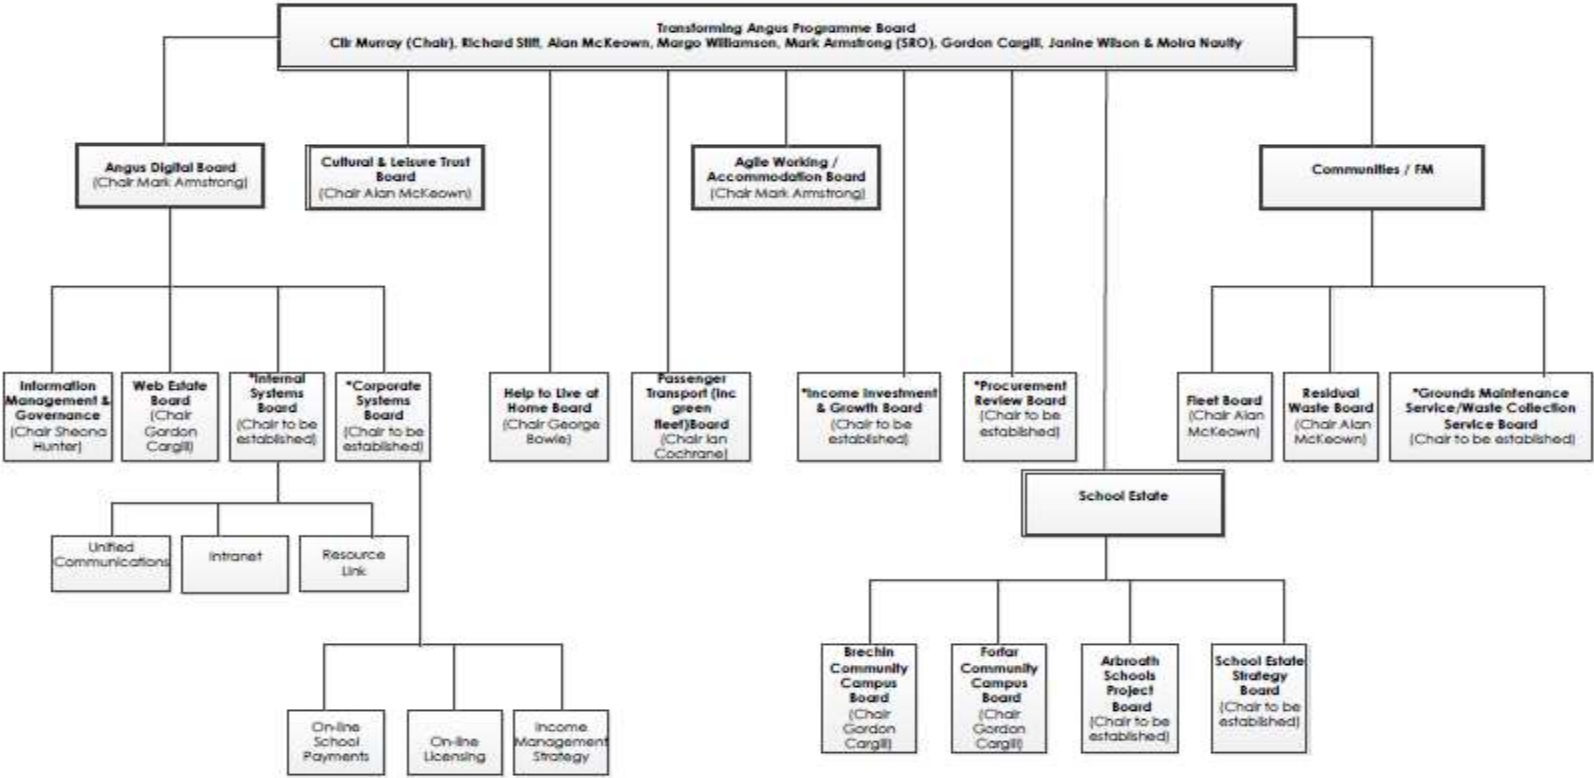 Transforming Angus Programme Board
Cllr Murray (Chair), Richard Stiff, Alan McKeown, Margo Williamson, Mark Armstrong (SRO), Gordon Cargill, Janine Wilson & Moira Naulty
Angus Digital Board
(Chair Mark Armstrong)
Cultural & Leisure Trust
Board
(Chair Alan McKeown)
Agile Working /
Accommodation Board
(Chair Mark Armstrong)
Communities / FM
Information
Management &
Governance
(Chair Sheona
Hunter)
Web Estate
Board
(Chair
Gordon
Cargill)
*Internal
Systems
Board
(Chair to be
established)
*Corporate
Systems
Board
(Chair to be
established)
Help to Live at
Home Board
(Chair George
Bowie)
Passenger
Transport (inc
green
fleet)Board
(Chair Ian
Cochrane)
*Income Investment
& Growth Board
(Chair to be
established)
*Procurement
Review Board
(Chair to be
established)
Fleet Board
(Chair Alan
McKeown)
Residual
Waste Board
(Chair Alan
McKeown)
*Grounds Maintenance
Service/Waste Collection
Service Board
(Chair to be established)
School Estate
Unified
Communications
Intranet
Resource
Link
Brechin
Community
Campus
Board
(Chair
Gordon
Cargill)
Forfar
Community
Campus
Board
(Chair
Gordon
Cargill)
Arbroath
Schools
Project
Board
(Chair to be
established)
School Estate
Strategy
Board
(Chair to be
established)
On-line
School
Payments
On-line
Licensing
Income
Management
Strategy